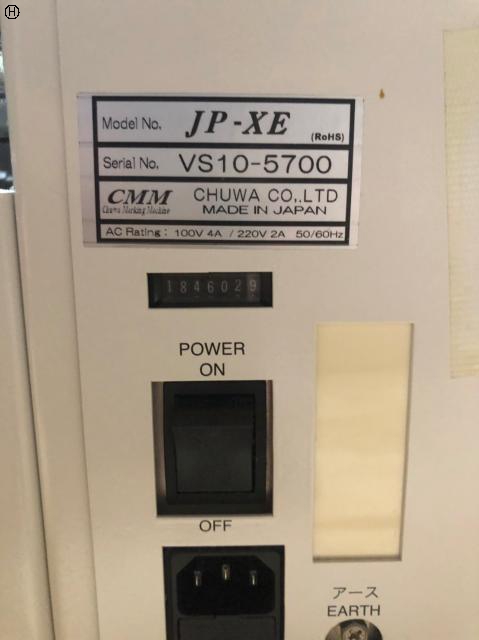 H
Model No. JP-XE (RoHS)
Serial No. VS10-5700
CMM CHUWA CO,.LTD
Chuwa Marking Machine MADE IN JAPAN
AC Rating: 100V 4A / 220V 2A 50/60Hz
1846029
POWER
ON
OFF
アース
EARTH